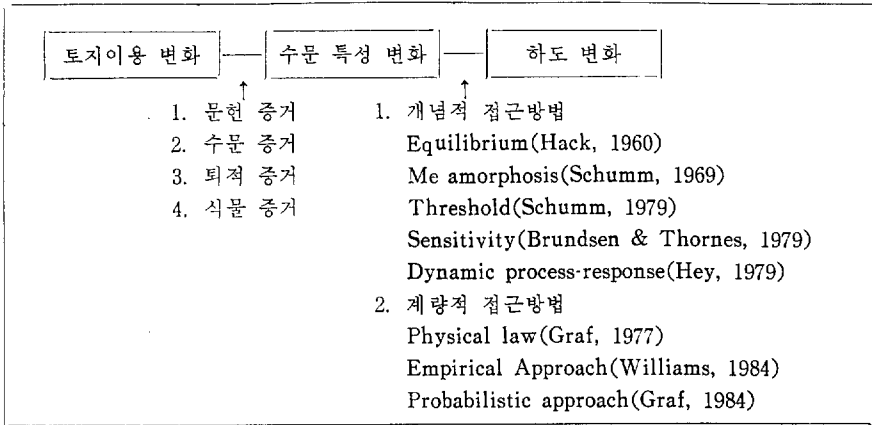 토지이용 변화 수문 특성 변화 하도 변화
1. 문헌 증거
2. 수문 증거
3. 퇴적 증거
4. 식물 증거
1. 개념적 접근방법
Equilibrium(Hack, 1960)
Me amorphosis(Schumm, 1969)
Threshold(Schumm, 1979)
Sensitivity(Brundsen & Thornes, 1979)
Dynamic process-response(Hey, 1979)
2. 계량적 접근방법
Physical law(Graf, 1977)
Empirical Approach(Williams, 1984)
Probabilistic approach(Graf, 1984)